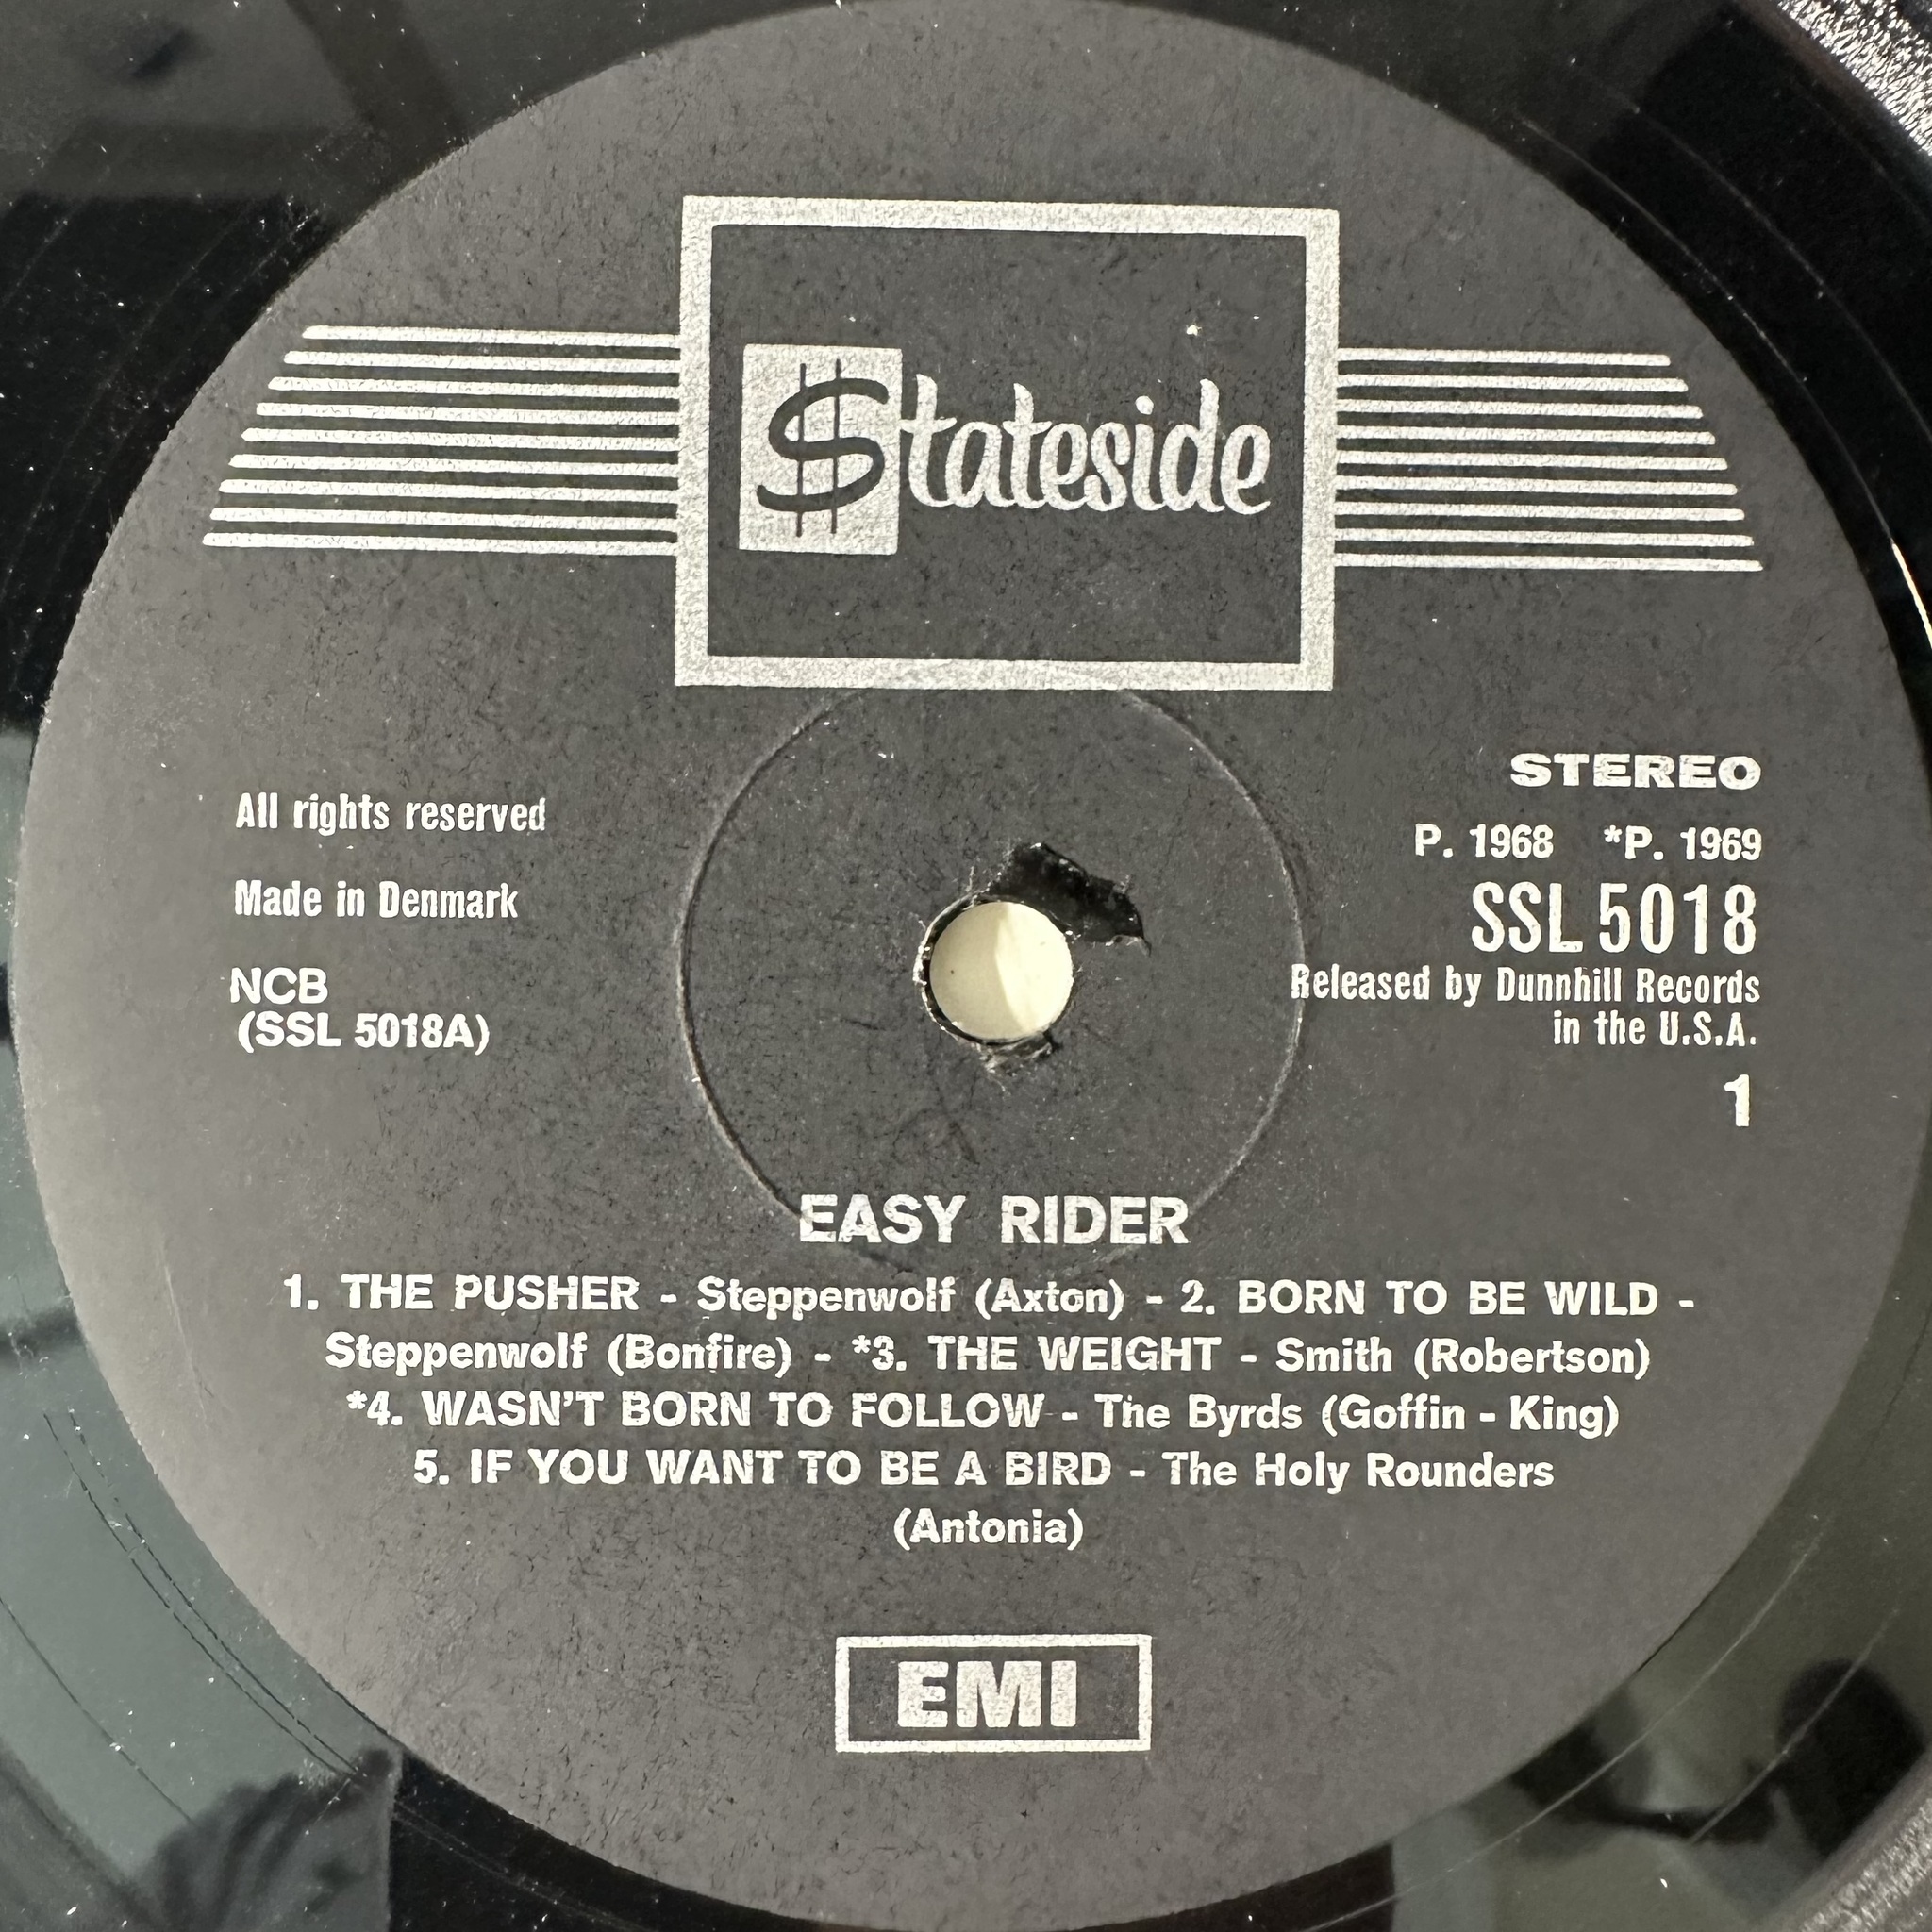 $tateside
STEREO
All rights reserved
P. 1968 *P. 1969
Made in Denmark
SSL 5018
NCB
Released by Dunnhill Records
(SSL 5018A)
in the U.S.A.
1
EASY RIDER
1. THE PUSHER - Steppenwolf (Axton) - 2. BORN TO BE WILD -
Steppenwolf (Bonfire) - *3. THE WEIGHT - Smith (Robertson)
*4. WASN'T BORN TO FOLLOW - The Byrds (Goffin - King)
5. IF YOU WANT TO BE A BIRD - The Holy Rounders
(Antonia)
EMI